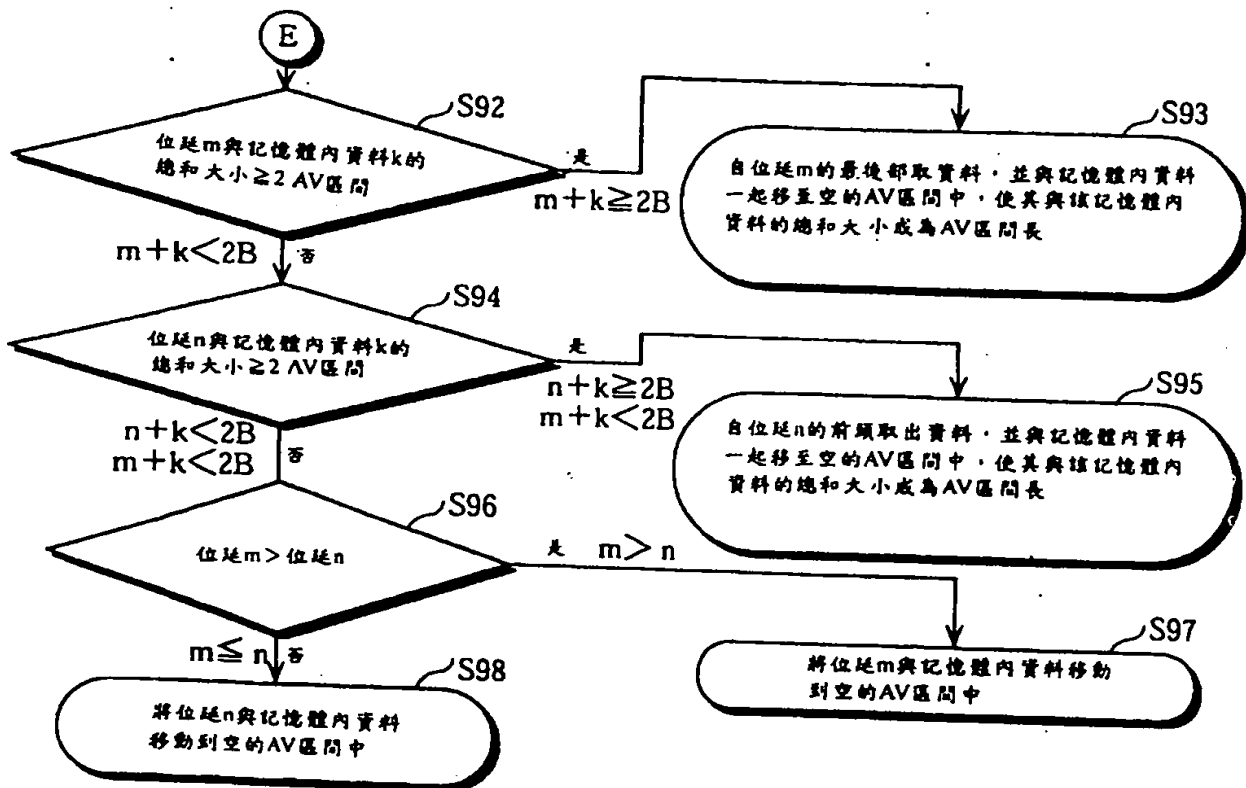 E
S92
位延m與记憶體內資料k的
總和大小≧2 AV區間
是
m+k≧2B
m+k<2B
否
S93
自位延m的最後部取資料，並與記憶體內資料
一起移至空的AV區間中，使其與該記憶體內
資料的總和大小成為AV區間長
S94
位延n與记憶體內資料k的
總和大小≧2 AV區間
是
n+k≧2B
m+k<2B
n+k<2B
m+k<2B
否
S95
自位延n的前頭取出資料，並與記憶體內資料
一起移至空的AV區間中，使其與該記憶體內
資料的總和大小成為AV區間長
S96
位延m>位延n
是
m>n
m≦n
否
S97
將位延m與記憶體內資料移動
到空的AV區間中
S98
將位延n與記憶體內資料
移動到空的AV區間中